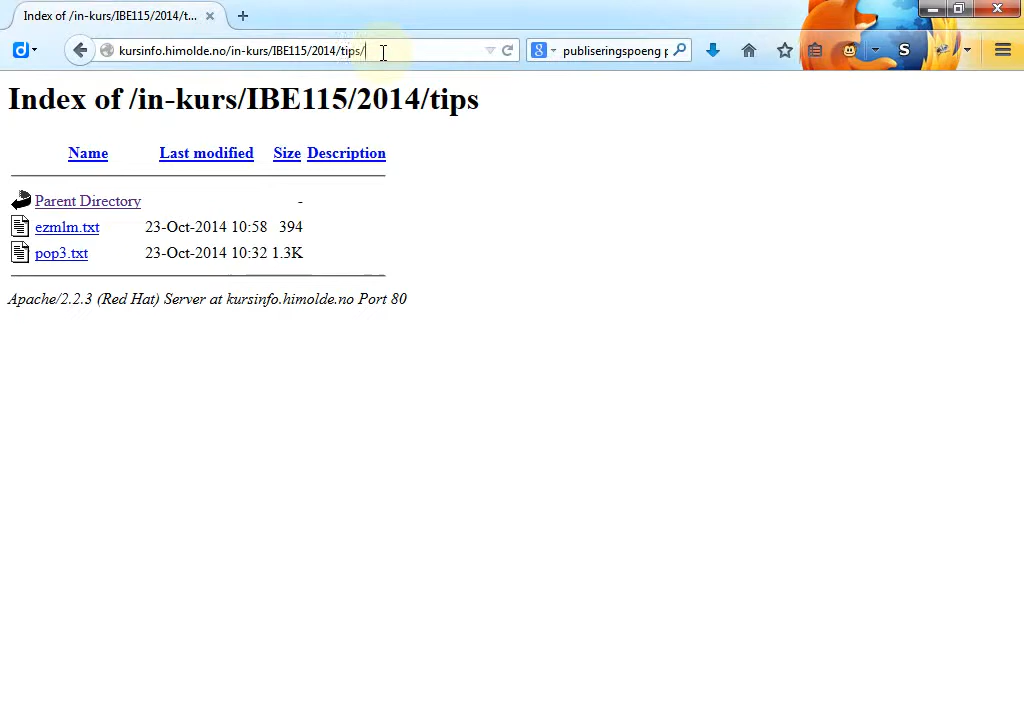 Index of /in-kurs/IBE115/2014/t...
kursinfo.himolde.no/in-kurs/IBE115/2014/tips/
publiseringspoeng p
Index of /in-kurs/IBE115/2014/tips
Name Last modified Size Description
Parent Directory -
ezmlm.txt 23-Oct-2014 10:58 394
pop3.txt 23-Oct-2014 10:32 1.3K
Apache/2.2.3 (Red Hat) Server at kursinfo.himolde.no Port 80